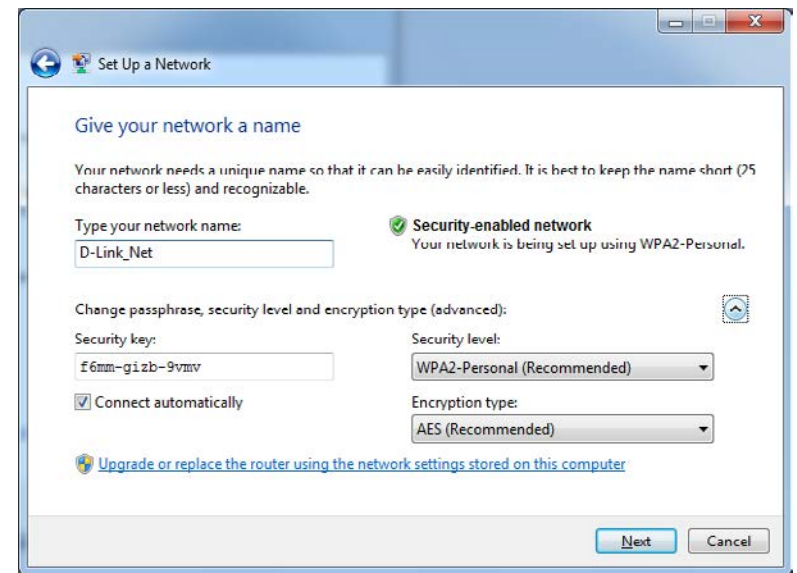 Set Up a Network
Give your network a name
Your network needs a unique name so that it can be easily identified. It is best to keep the name short (25
characters or less) and recognizable.
Type your network name:
D-Link_Net
Security-enabled network
Your network is being set up using WPA2-Personal.
Change passphrase, security level and encryption type (advanced):
Security key:
f6mm-gizb-9vmv
Security level:
WPA2-Personal (Recommended)
Connect automatically
Encryption type:
AES (Recommended)
Upgrade or replace the router using the network settings stored on this computer
Next
Cancel